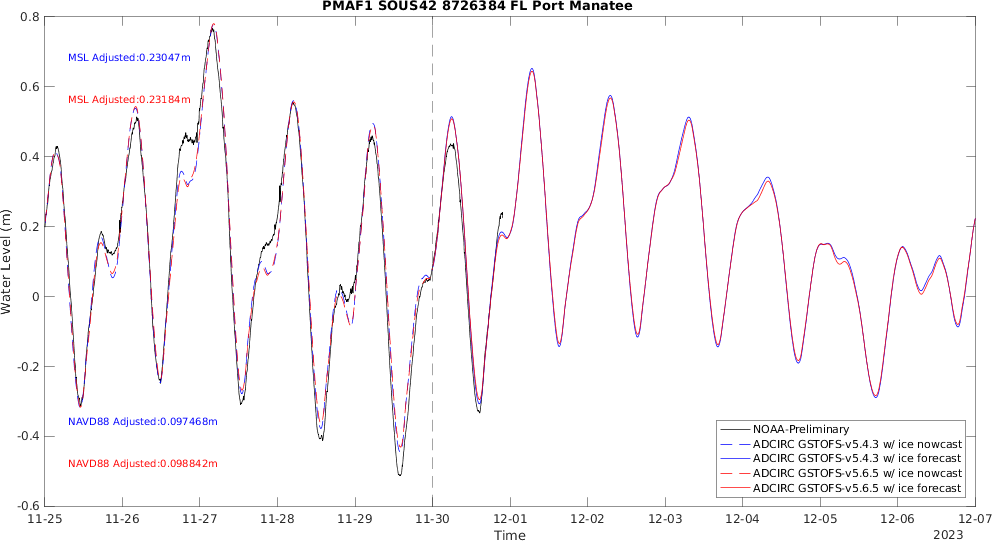 PMAF1 SOUS42 8726384 FL Port Manatee
0.8
0.6
0.4
0.2
0
-0.2
-0.4
-0.6
Water Level (m)
MSL Adjusted:0.23047m
MSL Adjusted:0.23184m
NAVD88 Adjusted:0.097468m
NAVD88 Adjusted:0.098842m
NOAA-Preliminary
ADCIRC GSTOFS-v5.4.3 w/ ice nowcast
ADCIRC GSTOFS-v5.4.3 w/ ice forecast
ADCIRC GSTOFS-v5.6.5 w/ ice nowcast
ADCIRC GSTOFS-v5.6.5 w/ ice forecast
11-25 11-26 11-27 11-28 11-29 11-30 12-01 12-02 12-03 12-04 12-05 12-06 12-07
Time
2023